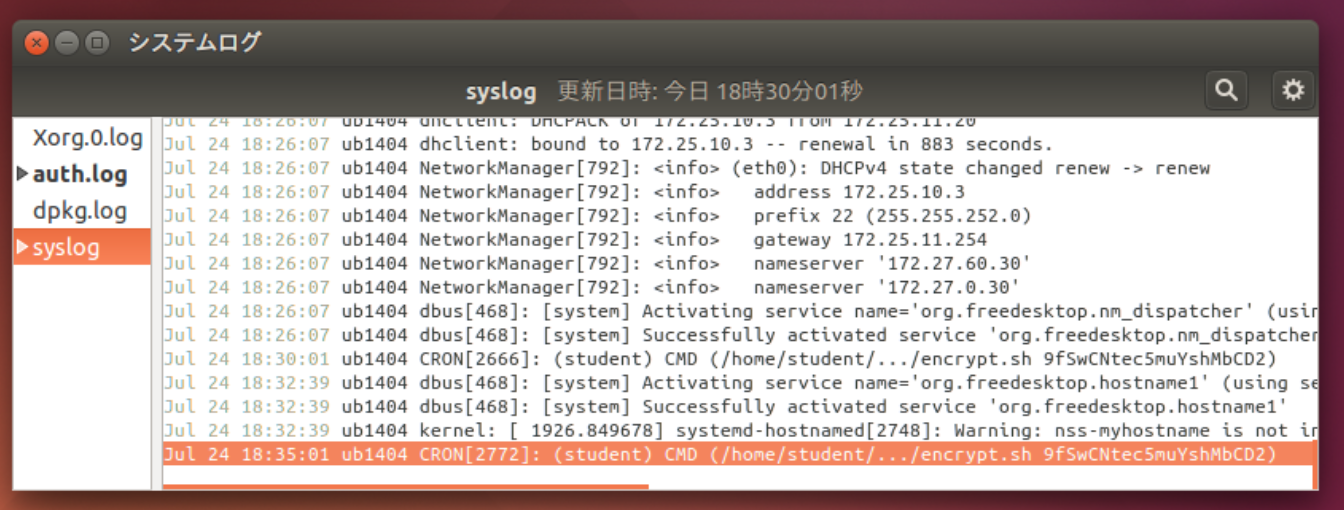 システムログ
syslog 更新日時: 今日 18時30分01秒
Xorg.0.log
auth.log
dpkg.log
syslog
Jul 24 18:26:07 ub1404 dhclient: DHCPACK of 172.25.10.3 from 172.25.11.20
Jul 24 18:26:07 ub1404 dhclient: bound to 172.25.10.3 -- renewal in 883 seconds.
Jul 24 18:26:07 ub1404 NetworkManager[792]: <info> (eth0): DHCPv4 state changed renew -> renew
Jul 24 18:26:07 ub1404 NetworkManager[792]: <info>   address 172.25.10.3
Jul 24 18:26:07 ub1404 NetworkManager[792]: <info>   prefix 22 (255.255.252.0)
Jul 24 18:26:07 ub1404 NetworkManager[792]: <info>   gateway 172.25.11.254
Jul 24 18:26:07 ub1404 NetworkManager[792]: <info>   nameserver '172.27.60.30'
Jul 24 18:26:07 ub1404 NetworkManager[792]: <info>   nameserver '172.27.0.30'
Jul 24 18:26:07 ub1404 dbus[468]: [system] Activating service name='org.freedesktop.nm_dispatcher' (usin
Jul 24 18:26:07 ub1404 dbus[468]: [system] Successfully activated service 'org.freedesktop.nm_dispatcher
Jul 24 18:30:01 ub1404 CRON[2666]: (student) CMD (/home/student/.../encrypt.sh 9fSwCNtec5muYshMbCD2)
Jul 24 18:32:39 ub1404 dbus[468]: [system] Activating service name='org.freedesktop.hostname1' (using se
Jul 24 18:32:39 ub1404 dbus[468]: [system] Successfully activated service 'org.freedesktop.hostname1'
Jul 24 18:32:39 ub1404 kernel: [ 1926.849678] systemd-hostnamed[2748]: Warning: nss-myhostname is not in
Jul 24 18:35:01 ub1404 CRON[2772]: (student) CMD (/home/student/.../encrypt.sh 9fSwCNtec5muYshMbCD2)